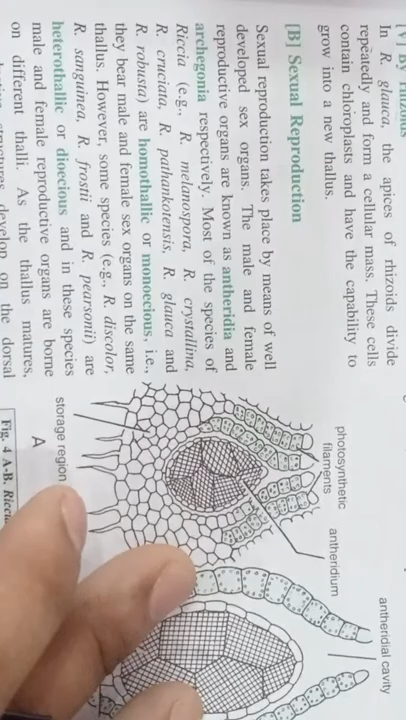 [V] By Rhizoids
In R. glauca, the apices of rhizoids divide
repeatedly and form a cellular mass. These cells
contain chloroplasts and have the capability to
grow into a new thallus.
[B] Sexual Reproduction
Sexual reproduction takes place by means of well
developed sex organs. The male and female
reproductive organs are known as antheridia and
archegonia respectively. Most of the species of
Riccia (e.g., R. melanospora, R. crystallina,
R. cruciata, R. pathankotensis, R. glauca and
R. robusta) are homothallic or monoecious, i.e.,
they bear male and female sex organs on the same
thallus. However, some species (e.g., R. discolor,
R. sanguinea, R. frostii and R. pearsonii) are
heterothallic or dioecious and in these species
male and female reproductive organs are borne
on different thalli. As the thallus matures,
structures develop on the dorsal
photosynthetic
filaments
antheridium
antheridial cavity
storage region
A
Fig. 4 A-B. Riccia